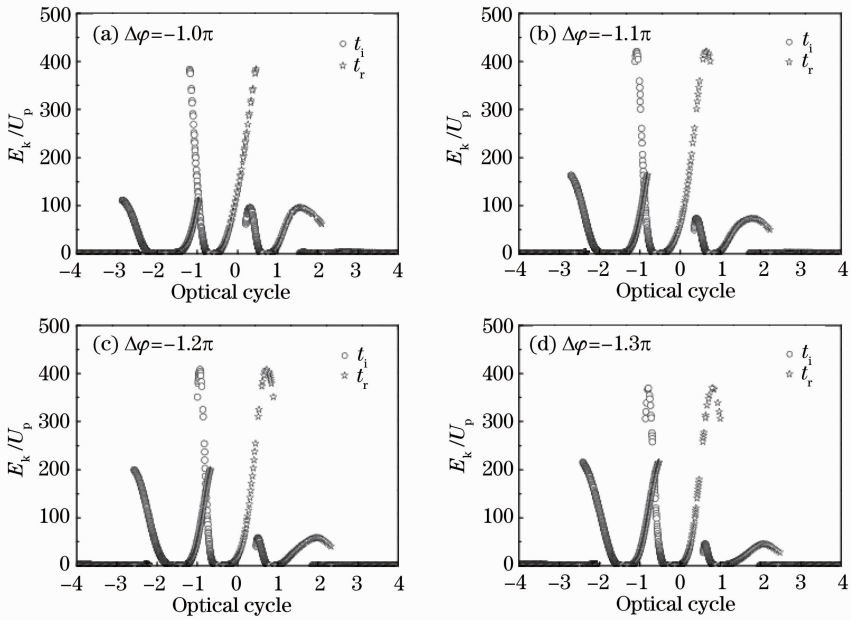 (a) Δφ=−1.0π
500
400
300
200
100
0
E_k/U_p
t_i
t_r
−4 −3 −2 −1 0 1 2 3 4
Optical cycle
(b) Δφ=−1.1π
500
400
300
200
100
0
E_k/U_p
t_i
t_r
−4 −3 −2 −1 0 1 2 3 4
Optical cycle
(c) Δφ=−1.2π
500
400
300
200
100
0
E_k/U_p
t_i
t_r
−4 −3 −2 −1 0 1 2 3 4
Optical cycle
(d) Δφ=−1.3π
500
400
300
200
100
0
E_k/U_p
t_i
t_r
−4 −3 −2 −1 0 1 2 3 4
Optical cycle